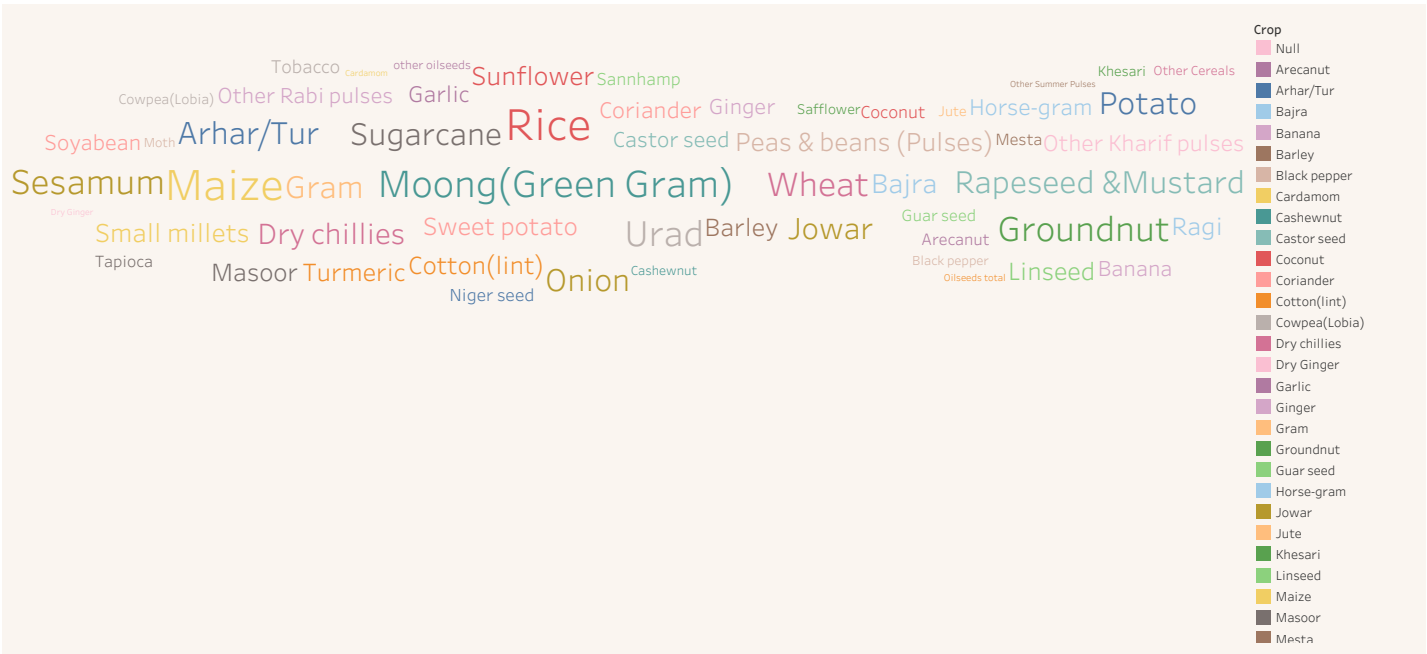 Tobacco Cardamom other oilseeds Sunflower Sannhamp Khesari Other Cereals
Cowpea(Lobia) Other Rabi pulses Garlic Coriander Ginger Safflower Coconut Other Summer Pulses Jute Horse-gram Potato
Soyabean Moth Arhar/Tur Sugarcane Rice Castor seed Peas & beans (Pulses) Mesta Other Kharif pulses
Sesamum Maize Gram Moong(Green Gram) Wheat Bajra Rapeseed &Mustard
Dry Ginger
Small millets Dry chillies Sweet potato Urad Barley Jowar Guar seed Arecanut Groundnut Ragi
Tapioca Masoor Turmeric Cotton(lint) Onion Cashewnut Black pepper Oilseeds total Linseed Banana
Niger seed
Crop
Null
Arecanut
Arhar/Tur
Bajra
Banana
Barley
Black pepper
Cardamom
Cashewnut
Castor seed
Coconut
Coriander
Cotton(lint)
Cowpea(Lobia)
Dry chillies
Dry Ginger
Garlic
Ginger
Gram
Groundnut
Guar seed
Horse-gram
Jowar
Jute
Khesari
Linseed
Maize
Masoor
Mesta